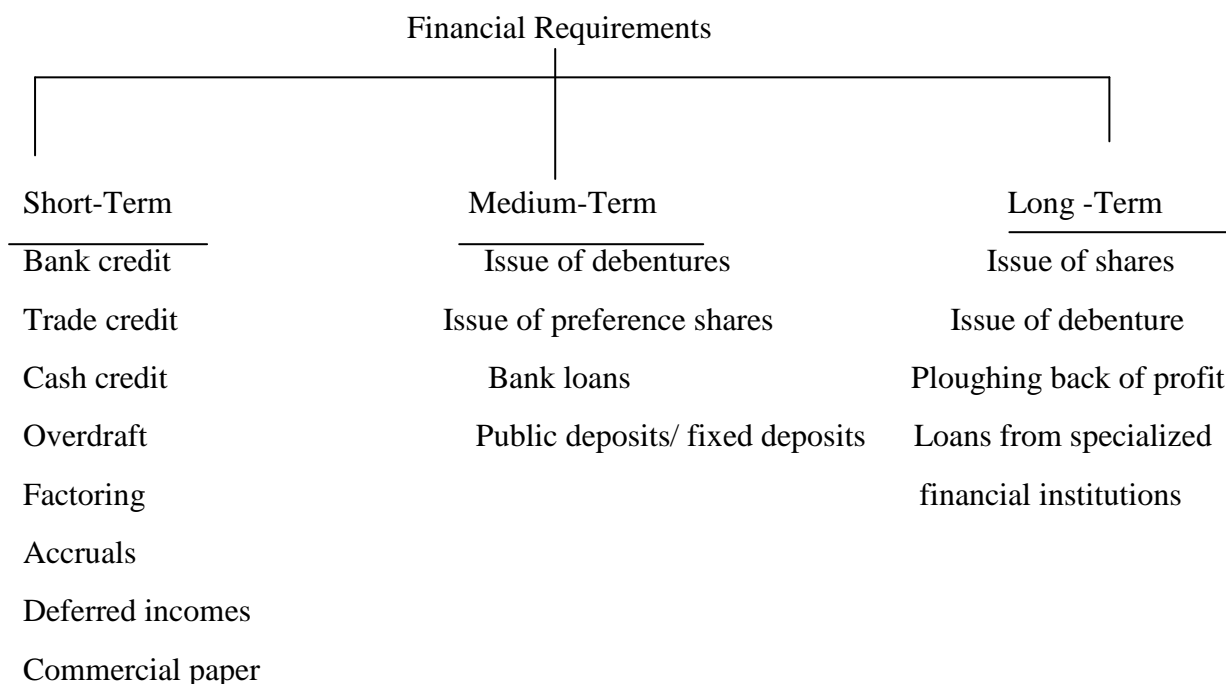 Financial Requirements
Short-Term
Bank credit
Trade credit
Cash credit
Overdraft
Factoring
Accruals
Deferred incomes
Commercial paper
Medium-Term
Issue of debentures
Issue of preference shares
Bank loans
Public deposits/ fixed deposits
Long -Term
Issue of shares
Issue of debenture
Ploughing back of profit
Loans from specialized
financial institutions